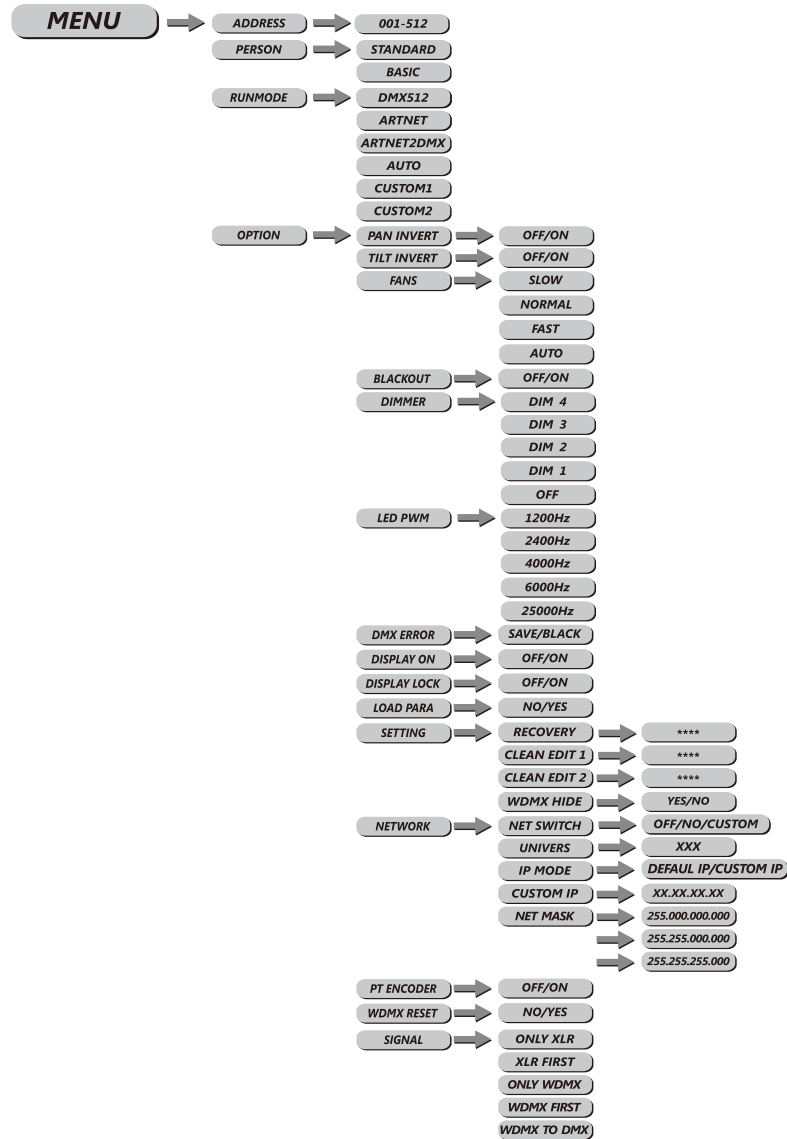 MENU
ADDRESS 001-512
PERSON STANDARD
BASIC
RUNMODE DMX512
ARTNET
ARTNET2DMX
AUTO
CUSTOM1
CUSTOM2
OPTION PAN INVERT OFF/ON
TILT INVERT OFF/ON
FANS SLOW
NORMAL
FAST
AUTO
BLACKOUT OFF/ON
DIMMER DIM 4
DIM 3
DIM 2
DIM 1
OFF
LED PWM 1200Hz
2400Hz
4000Hz
6000Hz
25000Hz
DMX ERROR SAVE/BLACK
DISPLAY ON OFF/ON
DISPLAY LOCK OFF/ON
LOAD PARA NO/YES
SETTING RECOVERY ****
CLEAN EDIT 1 ****
CLEAN EDIT 2 ****
WDMX HIDE YES/NO
NETWORK NET SWITCH OFF/NO/CUSTOM
UNIVERS XXX
IP MODE DEFAUL IP/CUSTOM IP
CUSTOM IP XX.XX.XX.XX
NET MASK 255.000.000.000
255.255.000.000
255.255.255.000
PT ENCODER OFF/ON
WDMX RESET NO/YES
SIGNAL ONLY XLR
XLR FIRST
ONLY WDMX
WDMX FIRST
WDMX TO DMX